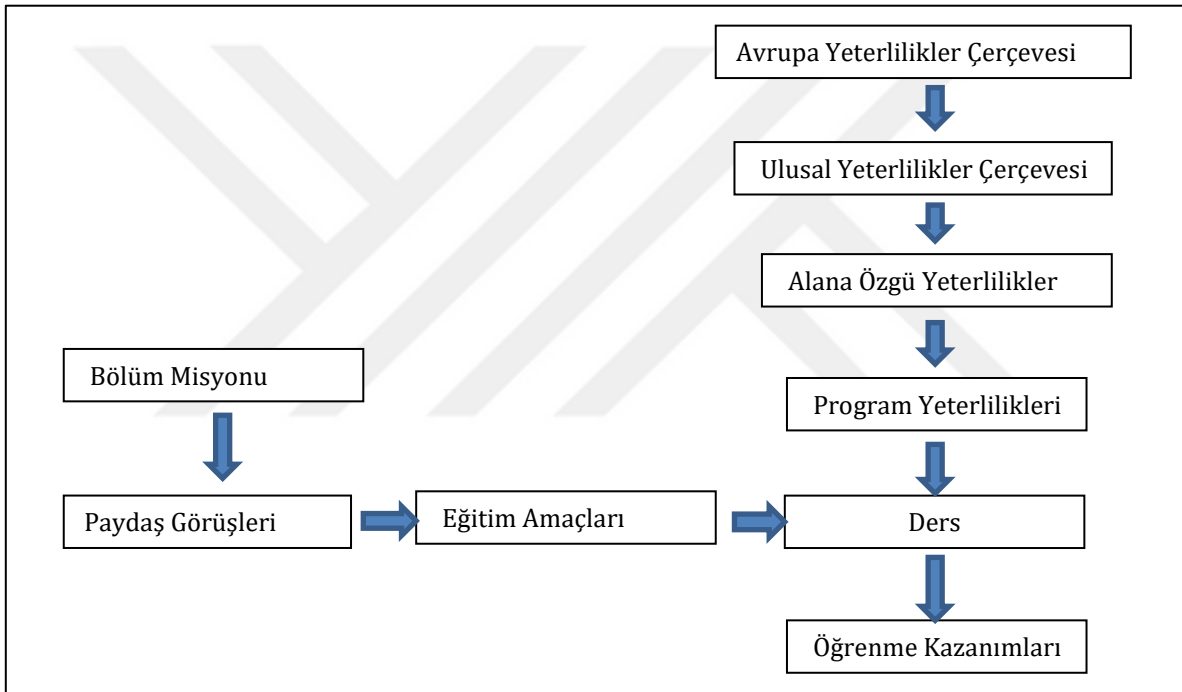 Avrupa Yeterlilikler Çerçevesi
Ulusal Yeterlilikler Çerçevesi
Alana Özgü Yeterlilikler
Bölüm Misyonu
Program Yeterlilikleri
Paydaş Görüşleri
Eğitim Amaçları
Ders
Öğrenme Kazanımları